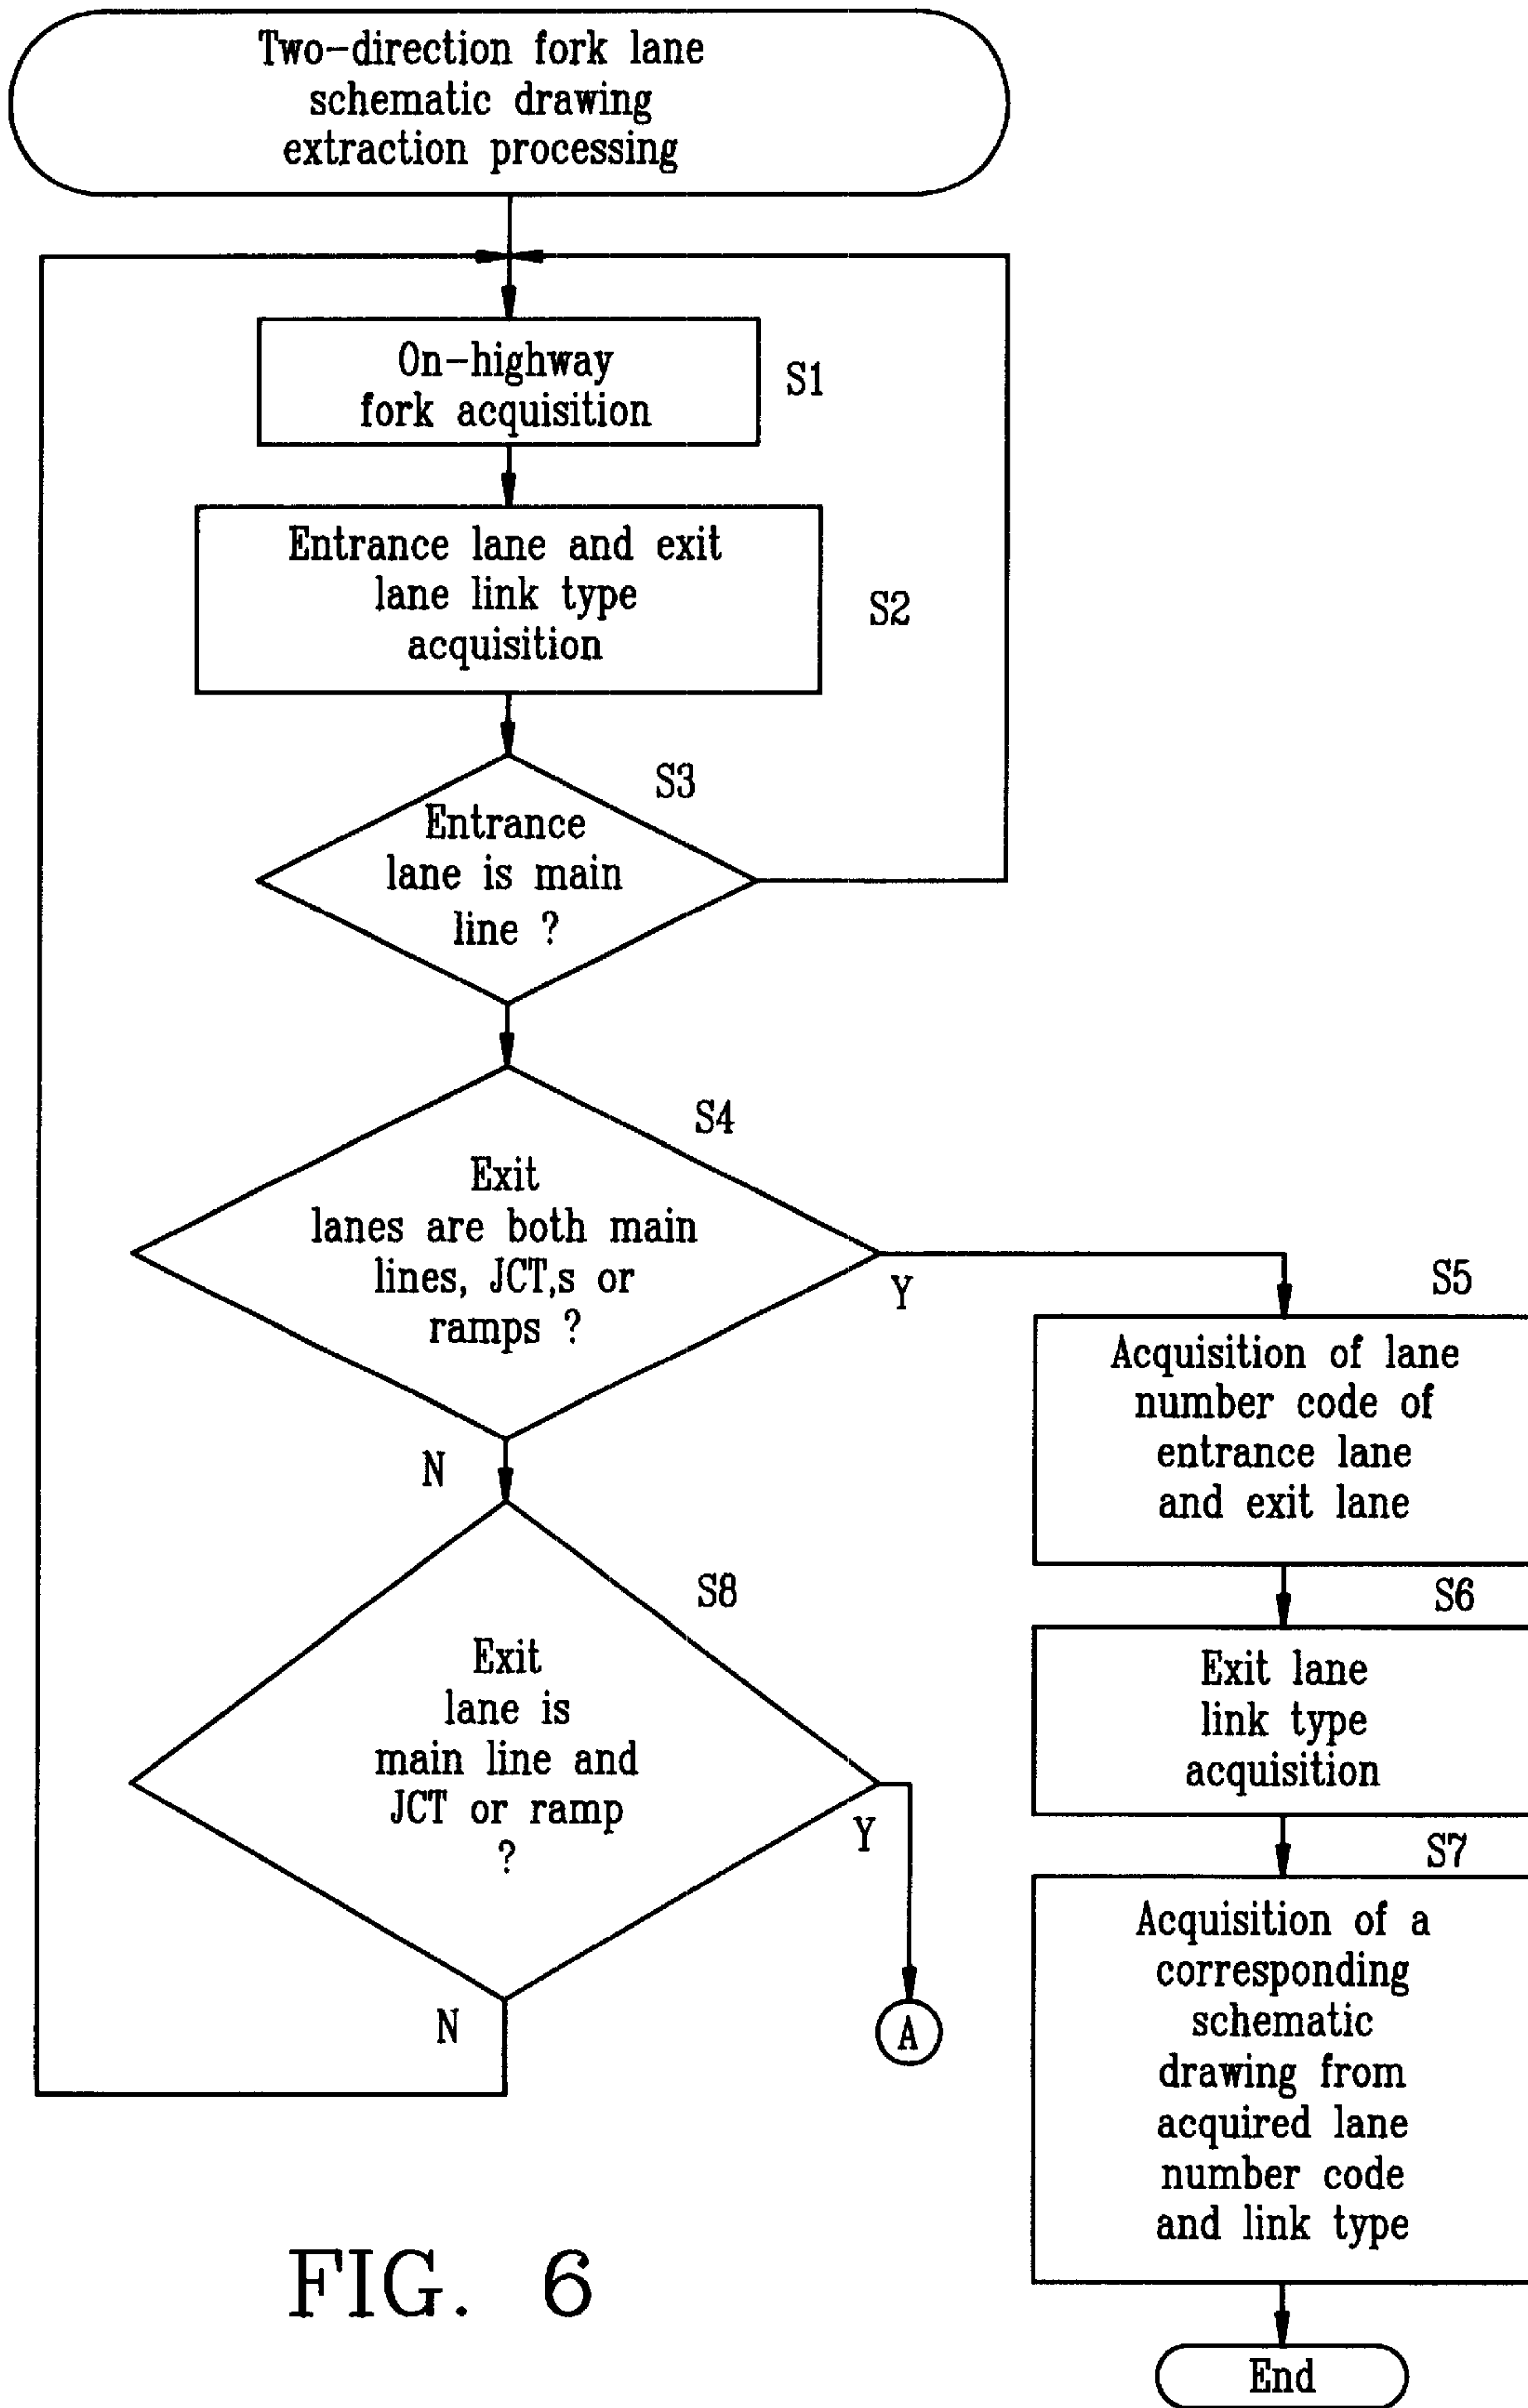 Two-direction fork lane
schematic drawing
extraction processing
On-highway
fork acquisition
S1
Entrance lane and exit
lane link type
acquisition
S2
S3
Entrance
lane is main
line ?
S4
Exit
lanes are both main
lines, JCT,s or
ramps ?
Y
N
S5
Acquisition of lane
number code of
entrance lane
and exit lane
S6
Exit lane
link type
acquisition
S7
Acquisition of a
corresponding
schematic
drawing from
acquired lane
number code
and link type
End
S8
Exit
lane is
main line and
JCT or ramp
?
Y
N
A
FIG. 6